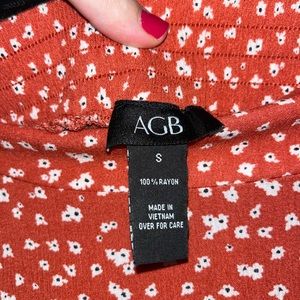 AGB
S
100% RAYON
MADE IN
VIETNAM
OVER FOR CARE